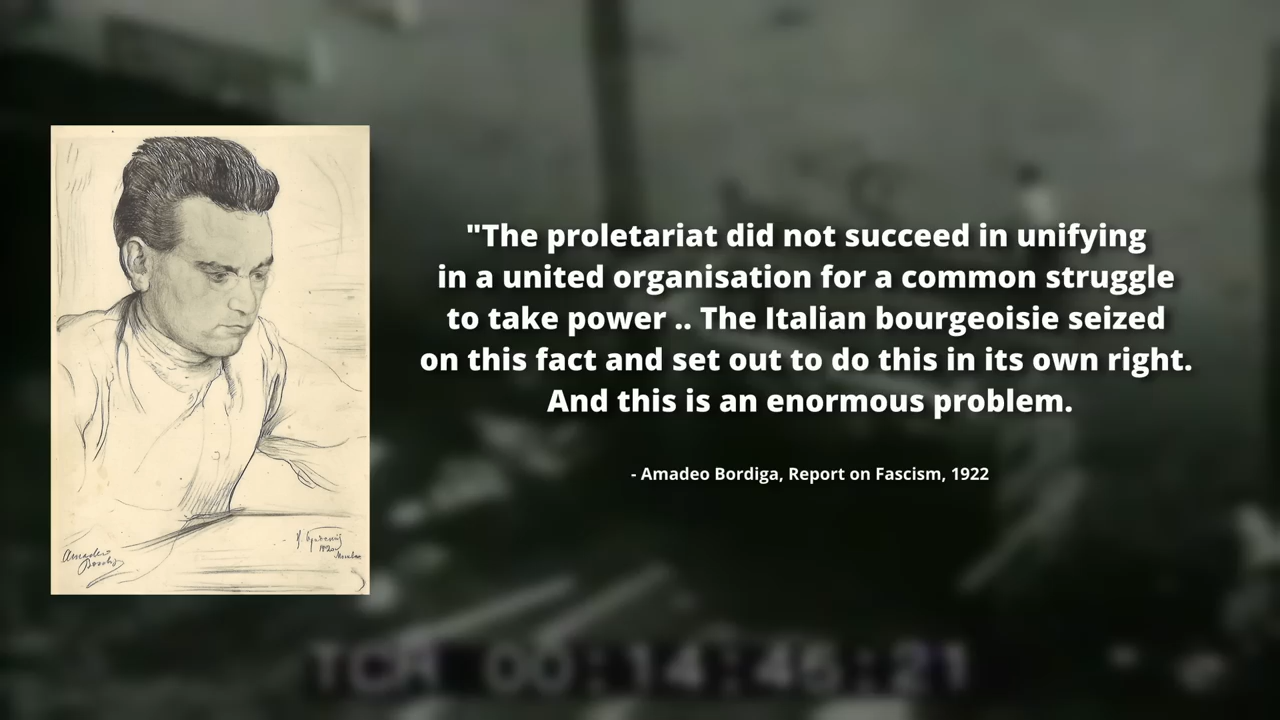 "The proletariat did not succeed in unifying
in a united organisation for a common struggle
to take power .. The Italian bourgeoisie seized
on this fact and set out to do this in its own right.
And this is an enormous problem.
- Amadeo Bordiga, Report on Fascism, 1922
Amadeo
TCR 00:14:46:21